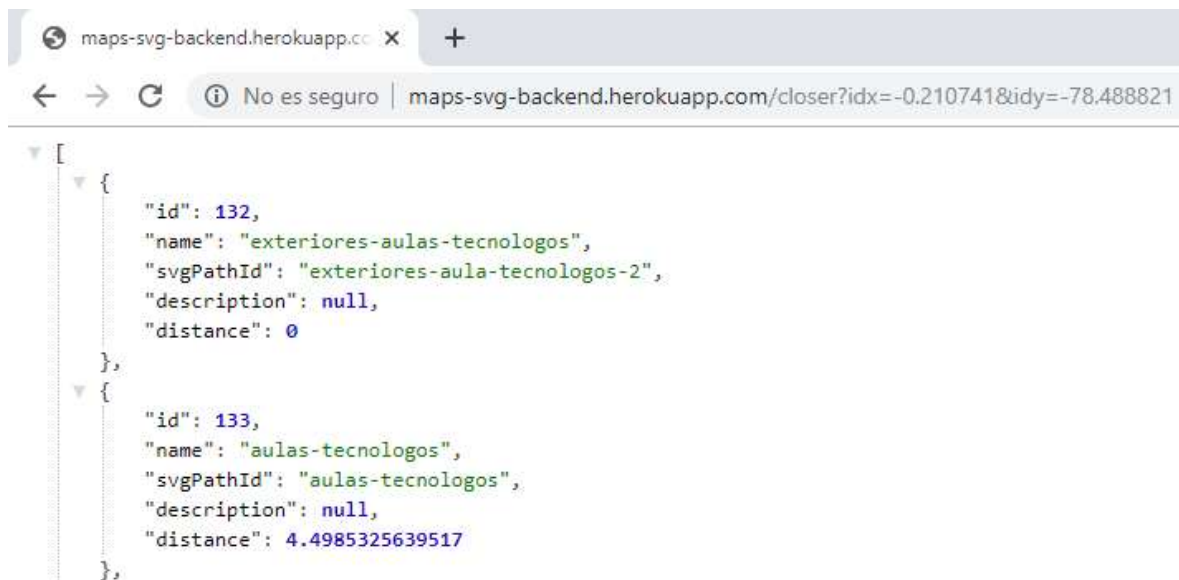 maps-svg-backend.herokuapp.cc
No es seguro | maps-svg-backend.herokuapp.com/closer?idx=-0.210741&idy=-78.488821
[
{
"id": 132,
"name": "exteriores-aulas-tecnologos",
"svgPathId": "exteriores-aula-tecnologos-2",
"description": null,
"distance": 0
},
{
"id": 133,
"name": "aulas-tecnologos",
"svgPathId": "aulas-tecnologos",
"description": null,
"distance": 4.4985325639517
},